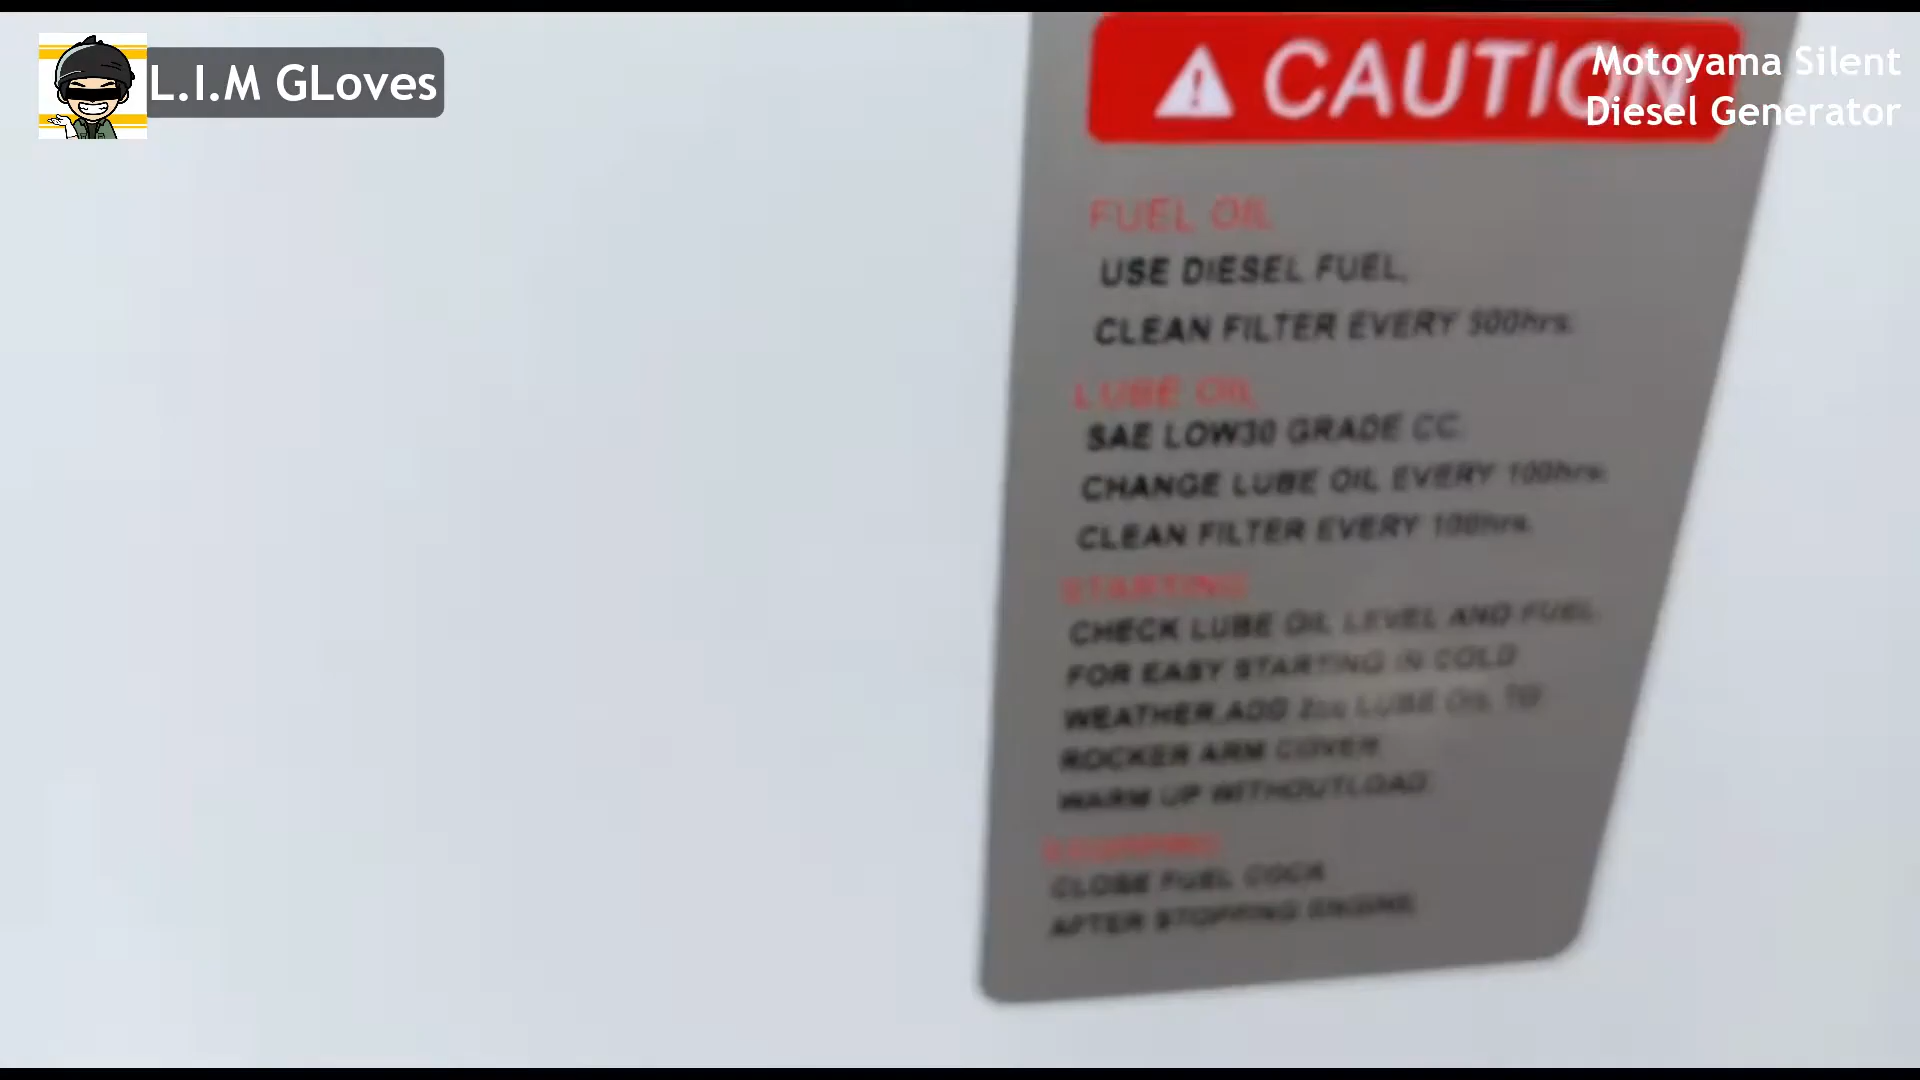 L.I.M GLoves
Motoyama Silent
Diesel Generator
CAUTION
FUEL OIL
USE DIESEL FUEL.
CLEAN FILTER EVERY 500hrs.
LUBE OIL
SAE LOW30 GRADE CC.
CHANGE LUBE OIL EVERY 100hrs.
CLEAN FILTER EVERY 100hrs.
STARTING
CHECK LUBE OIL LEVEL AND FUEL.
FOR EASY STARTING IN COLD
WEATHER,ADD 2cc LUBE OIL TO
ROCKER ARM COVER
WARM UP WITHOUTLOAD.
CLOSE FUEL COCK
AFTER STOPPING ENGINE